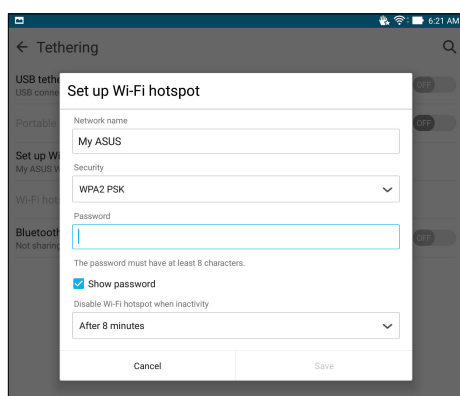 6:21 AM
Tethering
USB tethe
USB conne
OFF
Portable
OFF
Set up Wi
My ASUS W
Wi-Fi hot
Bluetooth
Not sharing
OFF
Set up Wi-Fi hotspot
Network name
My ASUS
Security
WPA2 PSK
Password
The password must have at least 8 characters.
Show password
Disable Wi-Fi hotspot when inactivity
After 8 minutes
Cancel
Save